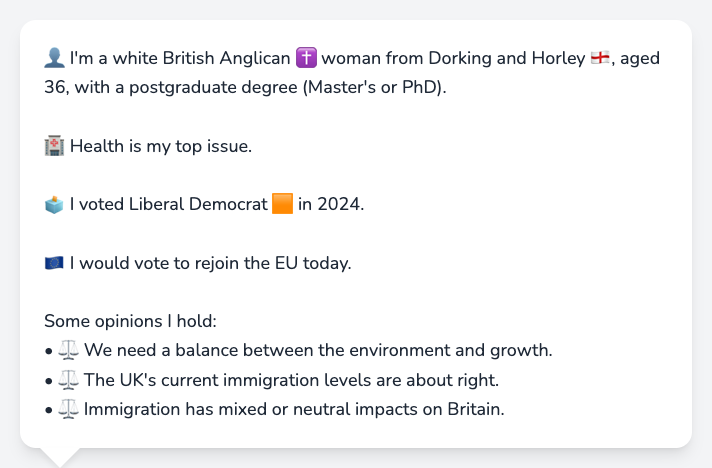 👤 I'm a white British Anglican ✝️ woman from Dorking and Horley 🏴󠁧󠁢󠁥󠁮󠁧󠁿, aged
36, with a postgraduate degree (Master's or PhD).
🏥 Health is my top issue.
🗳️ I voted Liberal Democrat 🟧 in 2024.
🇪🇺 I would vote to rejoin the EU today.
Some opinions I hold:
• ⚖️ We need a balance between the environment and growth.
• ⚖️ The UK's current immigration levels are about right.
• ⚖️ Immigration has mixed or neutral impacts on Britain.